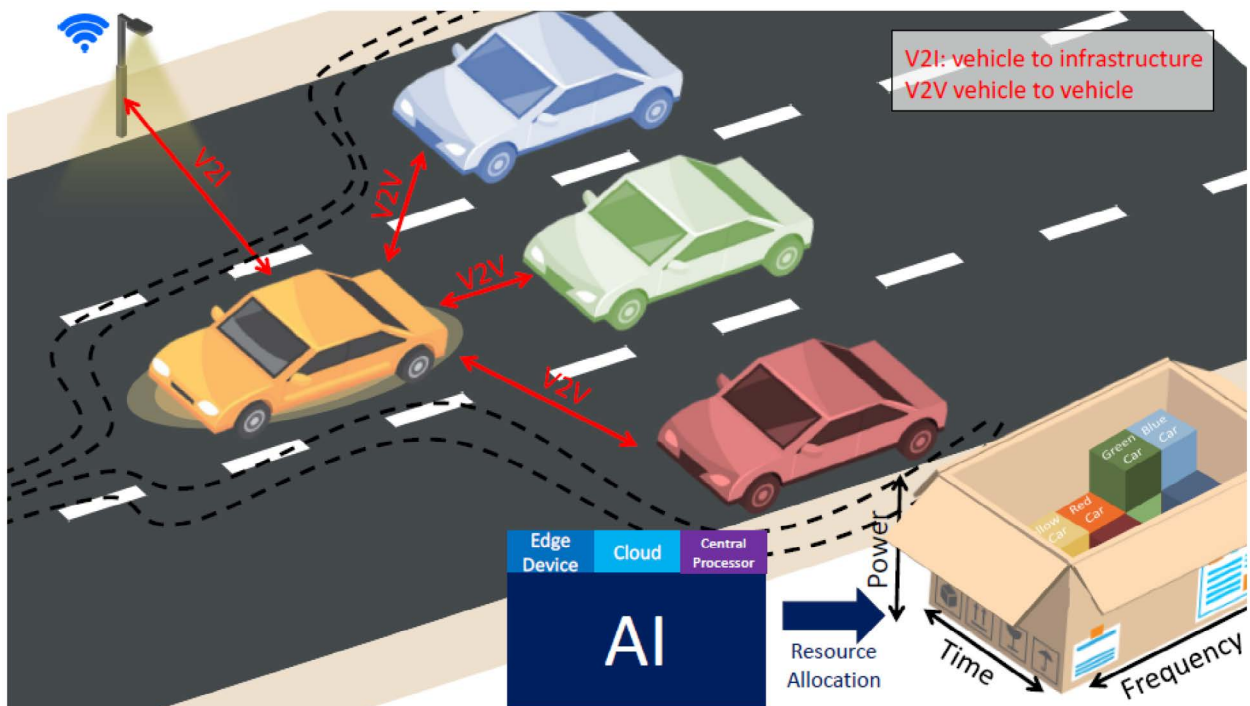 V2I: vehicle to infrastructure
V2V vehicle to vehicle
V2I
V2V
V2V
V2V
Edge
Device
Cloud
Central
Processor
AI
Resource
Allocation
Power
Time
Frequency
Green
Car
Blue
Car
Red
Car
Car